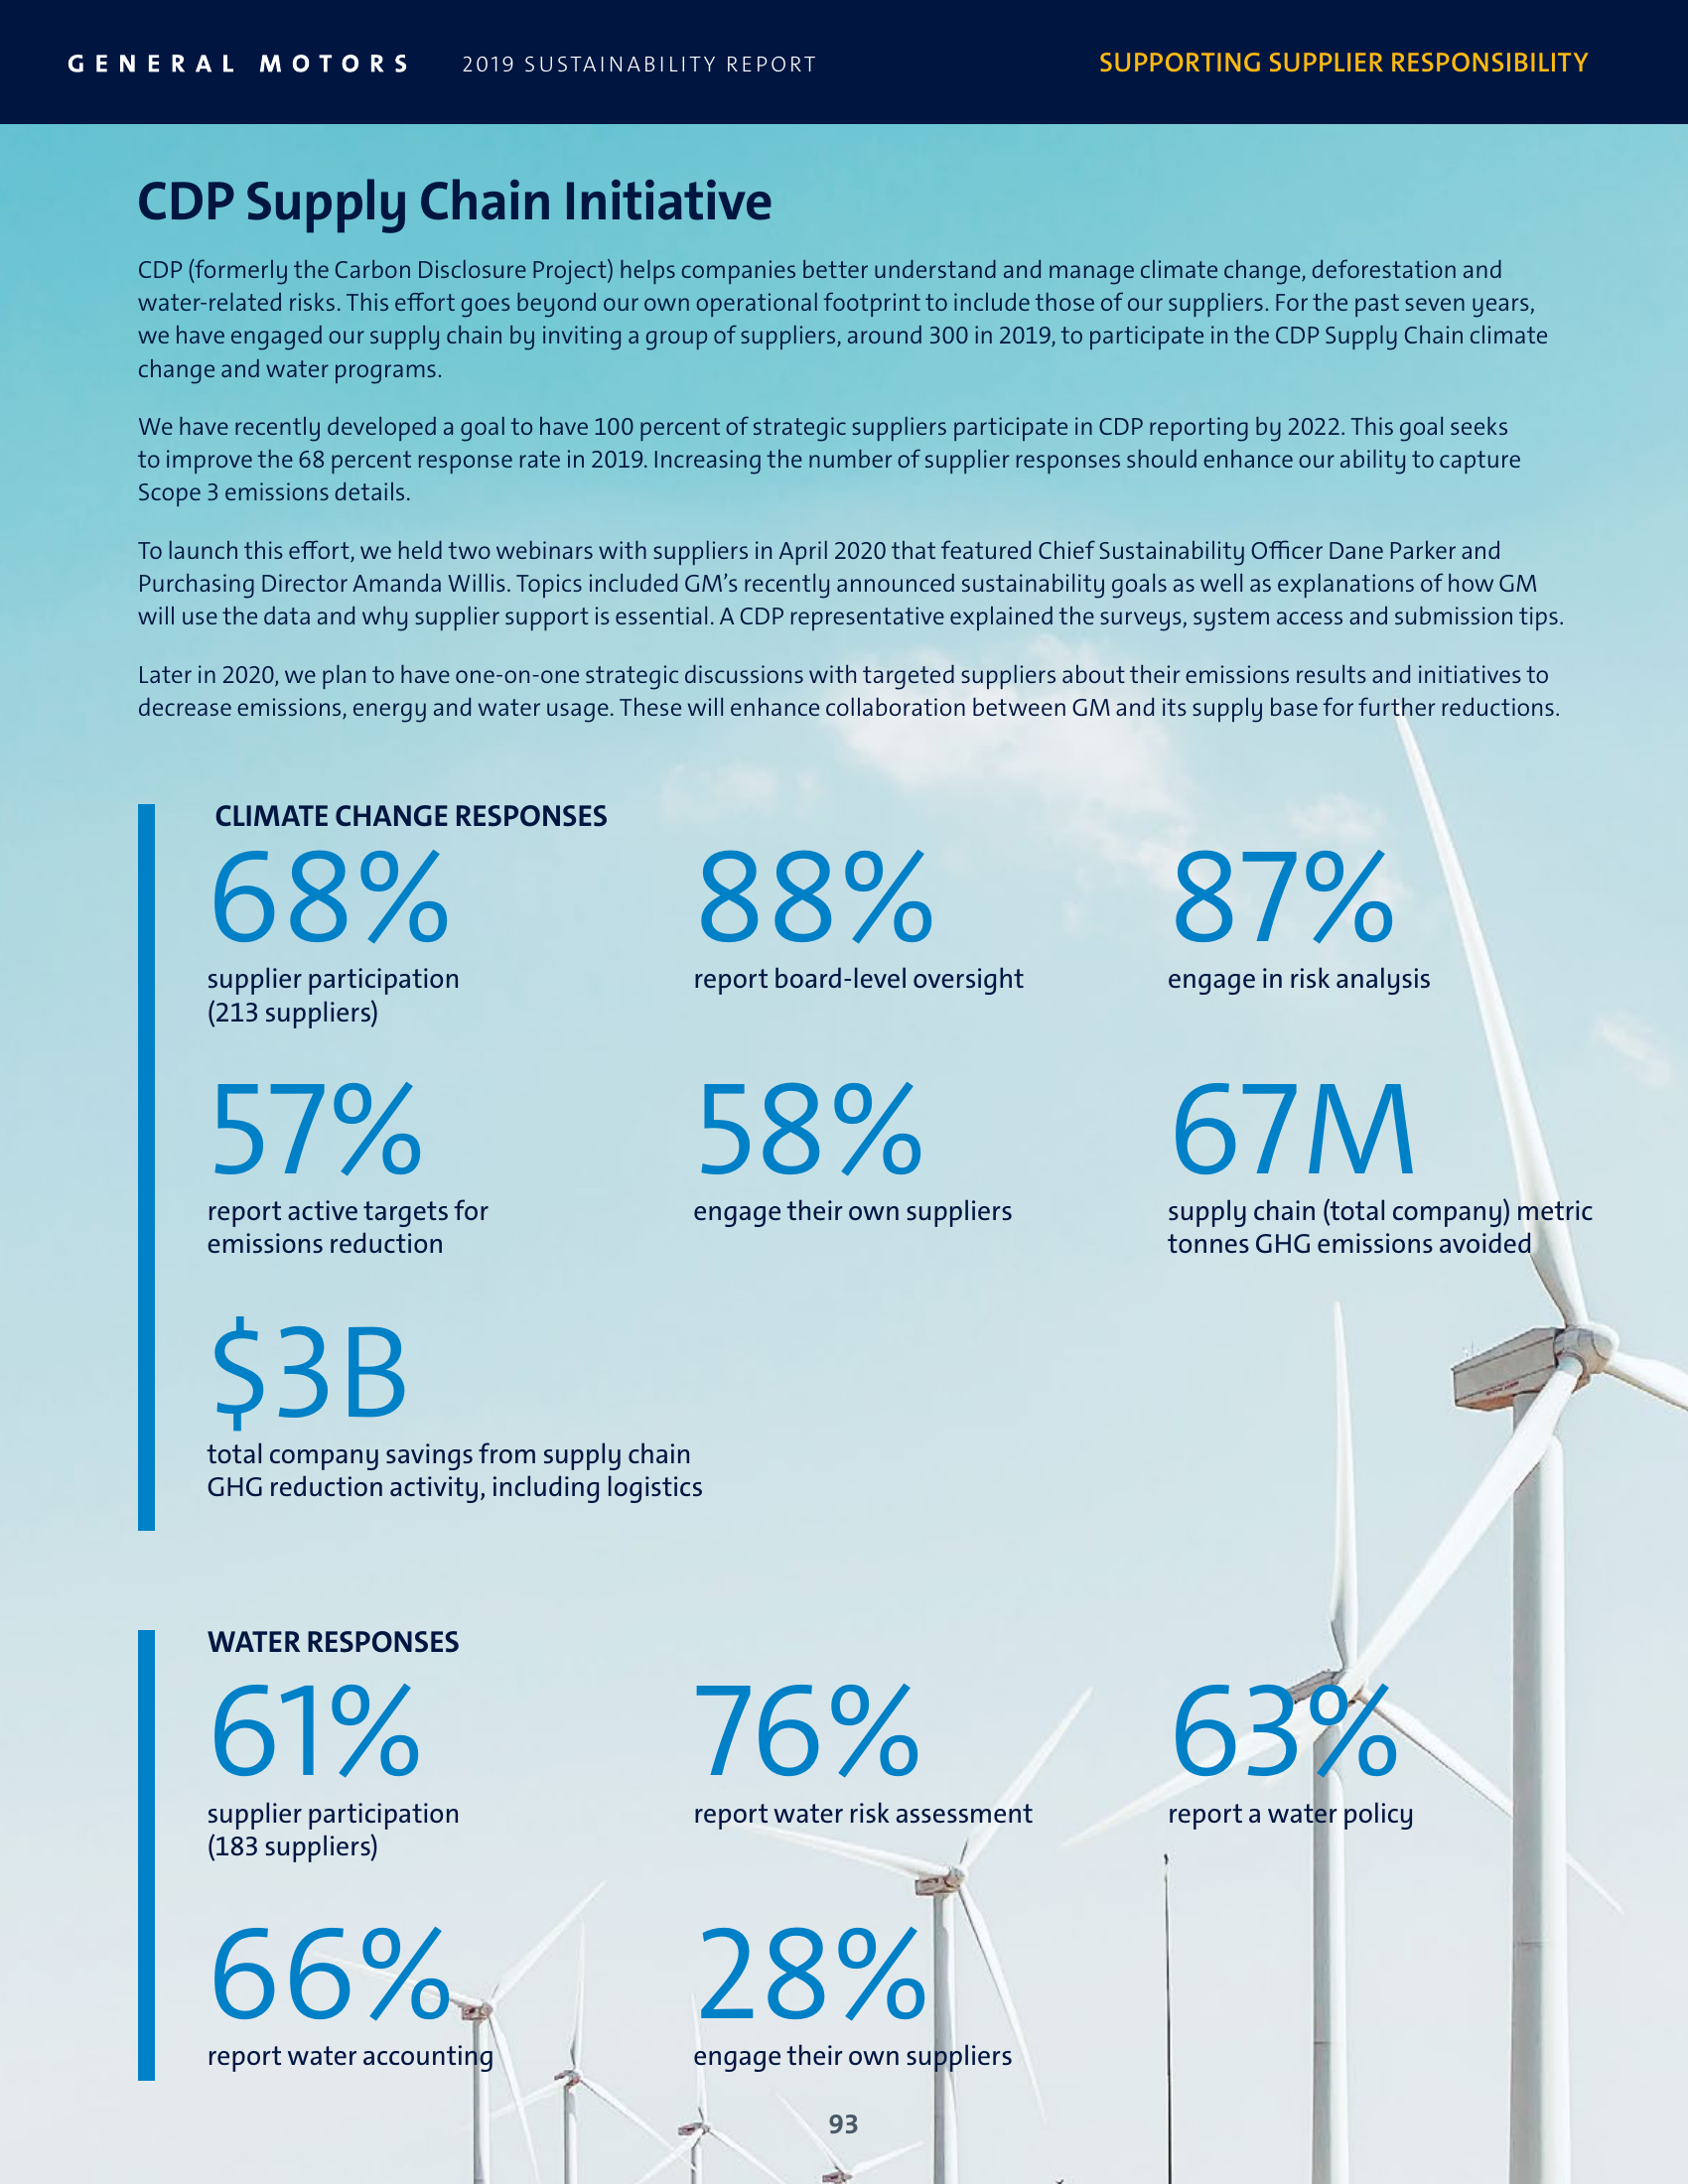 GENERAL MOTORS 2019 SUSTAINABILITY REPORT SUPPORTING SUPPLIER RESPONSIBILITY
CDP Supply Chain Initiative
CDP (formerly the Carbon Disclosure Project) helps companies better understand and manage climate change, deforestation and
water-related risks. This effort goes beyond our own operational footprint to include those of our suppliers. For the past seven years,
we have engaged our supply chain by inviting a group of suppliers, around 300 in 2019, to participate in the CDP Supply Chain climate
change and water programs.
We have recently developed a goal to have 100 percent of strategic suppliers participate in CDP reporting by 2022. This goal seeks
to improve the 68 percent response rate in 2019. Increasing the number of supplier responses should enhance our ability to capture
Scope 3 emissions details.
To launch this effort, we held two webinars with suppliers in April 2020 that featured Chief Sustainability Officer Dane Parker and
Purchasing Director Amanda Willis. Topics included GM's recently announced sustainability goals as well as explanations of how GM
will use the data and why supplier support is essential. A CDP representative explained the surveys, system access and submission tips.
Later in 2020, we plan to have one-on-one strategic discussions with targeted suppliers about their emissions results and initiatives to
decrease emissions, energy and water usage. These will enhance collaboration between GM and its supply base for further reductions.
CLIMATE CHANGE RESPONSES
68%
supplier participation
(213 suppliers)
88%
report board-level oversight
87%
engage in risk analysis
57%
report active targets for
emissions reduction
58%
engage their own suppliers
67M
supply chain (total company) metric
tonnes GHG emissions avoided
$3B
total company savings from supply chain
GHG reduction activity, including logistics
WATER RESPONSES
61%
supplier participation
(183 suppliers)
76%
report water risk assessment
63%
report a water policy
66%
report water accounting
28%
engage their own suppliers
93